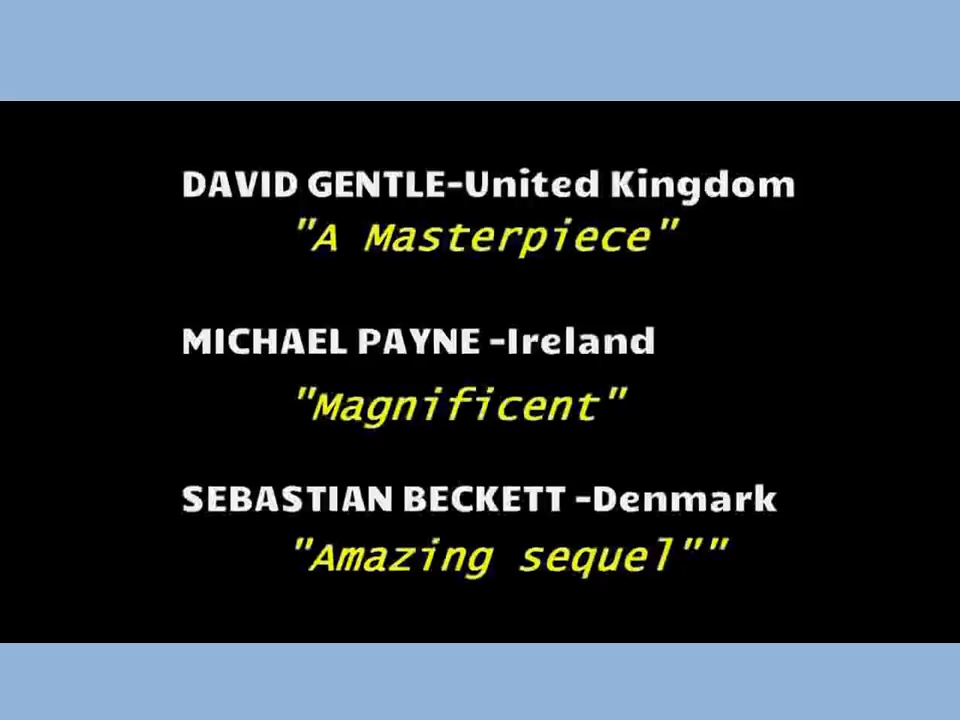 DAVID GENTLE-United Kingdom
"A Masterpiece"
MICHAEL PAYNE -Ireland
"Magnificent"
SEBASTIAN BECKETT -Denmark
"Amazing sequel""